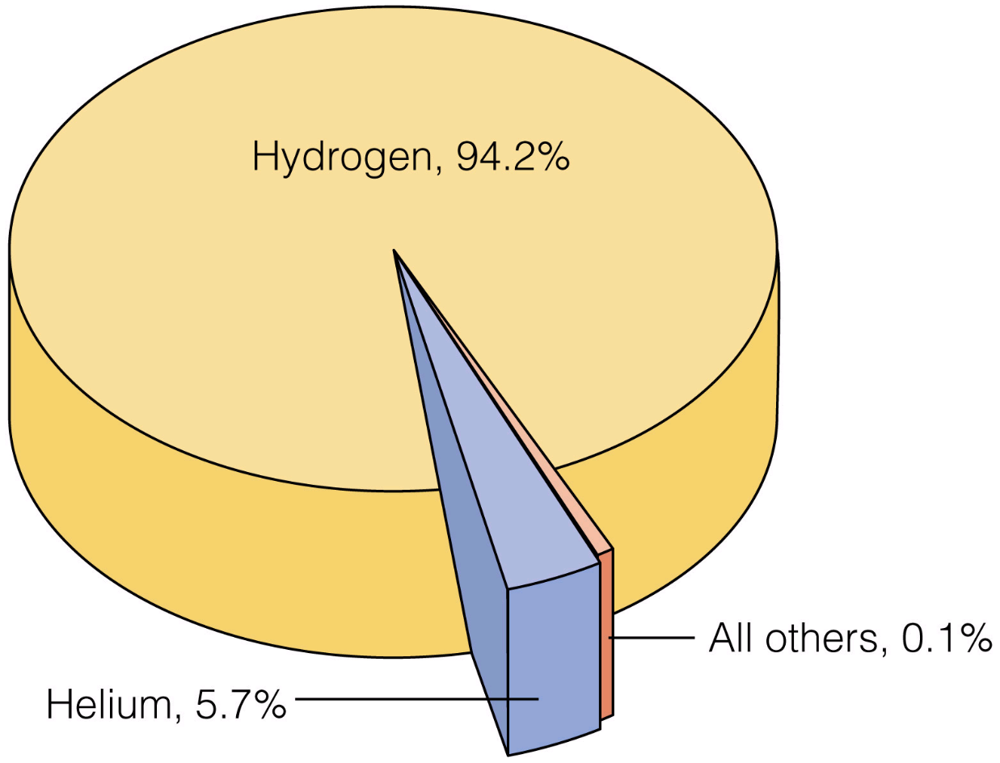 Hydrogen, 94.2%
All others, 0.1%
Helium, 5.7%